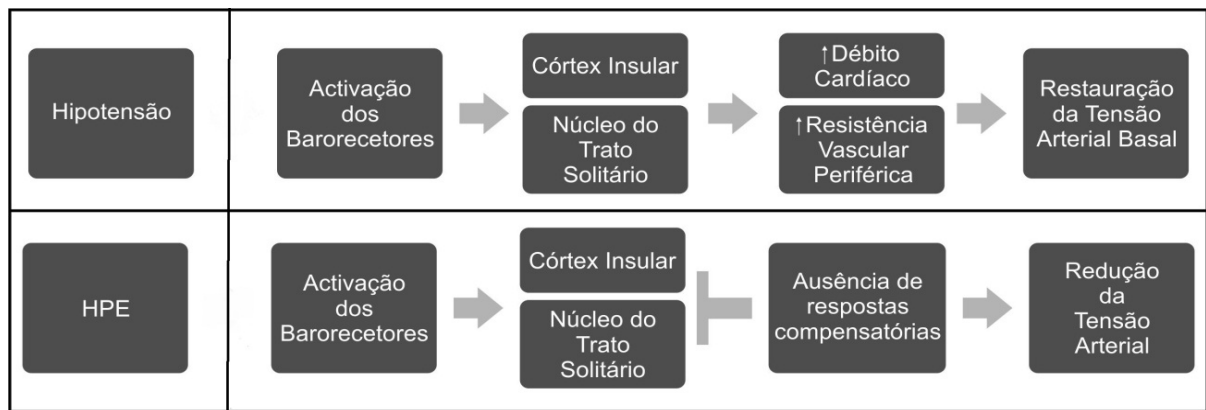 Hipotensão
Activação
dos
Barorecetores
Córtex Insular
Núcleo do
Trato
Solitário
↑Débito
Cardíaco
↑Resistência
Vascular
Periférica
Restauração
da Tensão
Arterial Basal
HPE
Activação
dos
Barorecetores
Córtex Insular
Núcleo do
Trato
Solitário
Ausência de
respostas
compensatórias
Redução
da
Tensão
Arterial